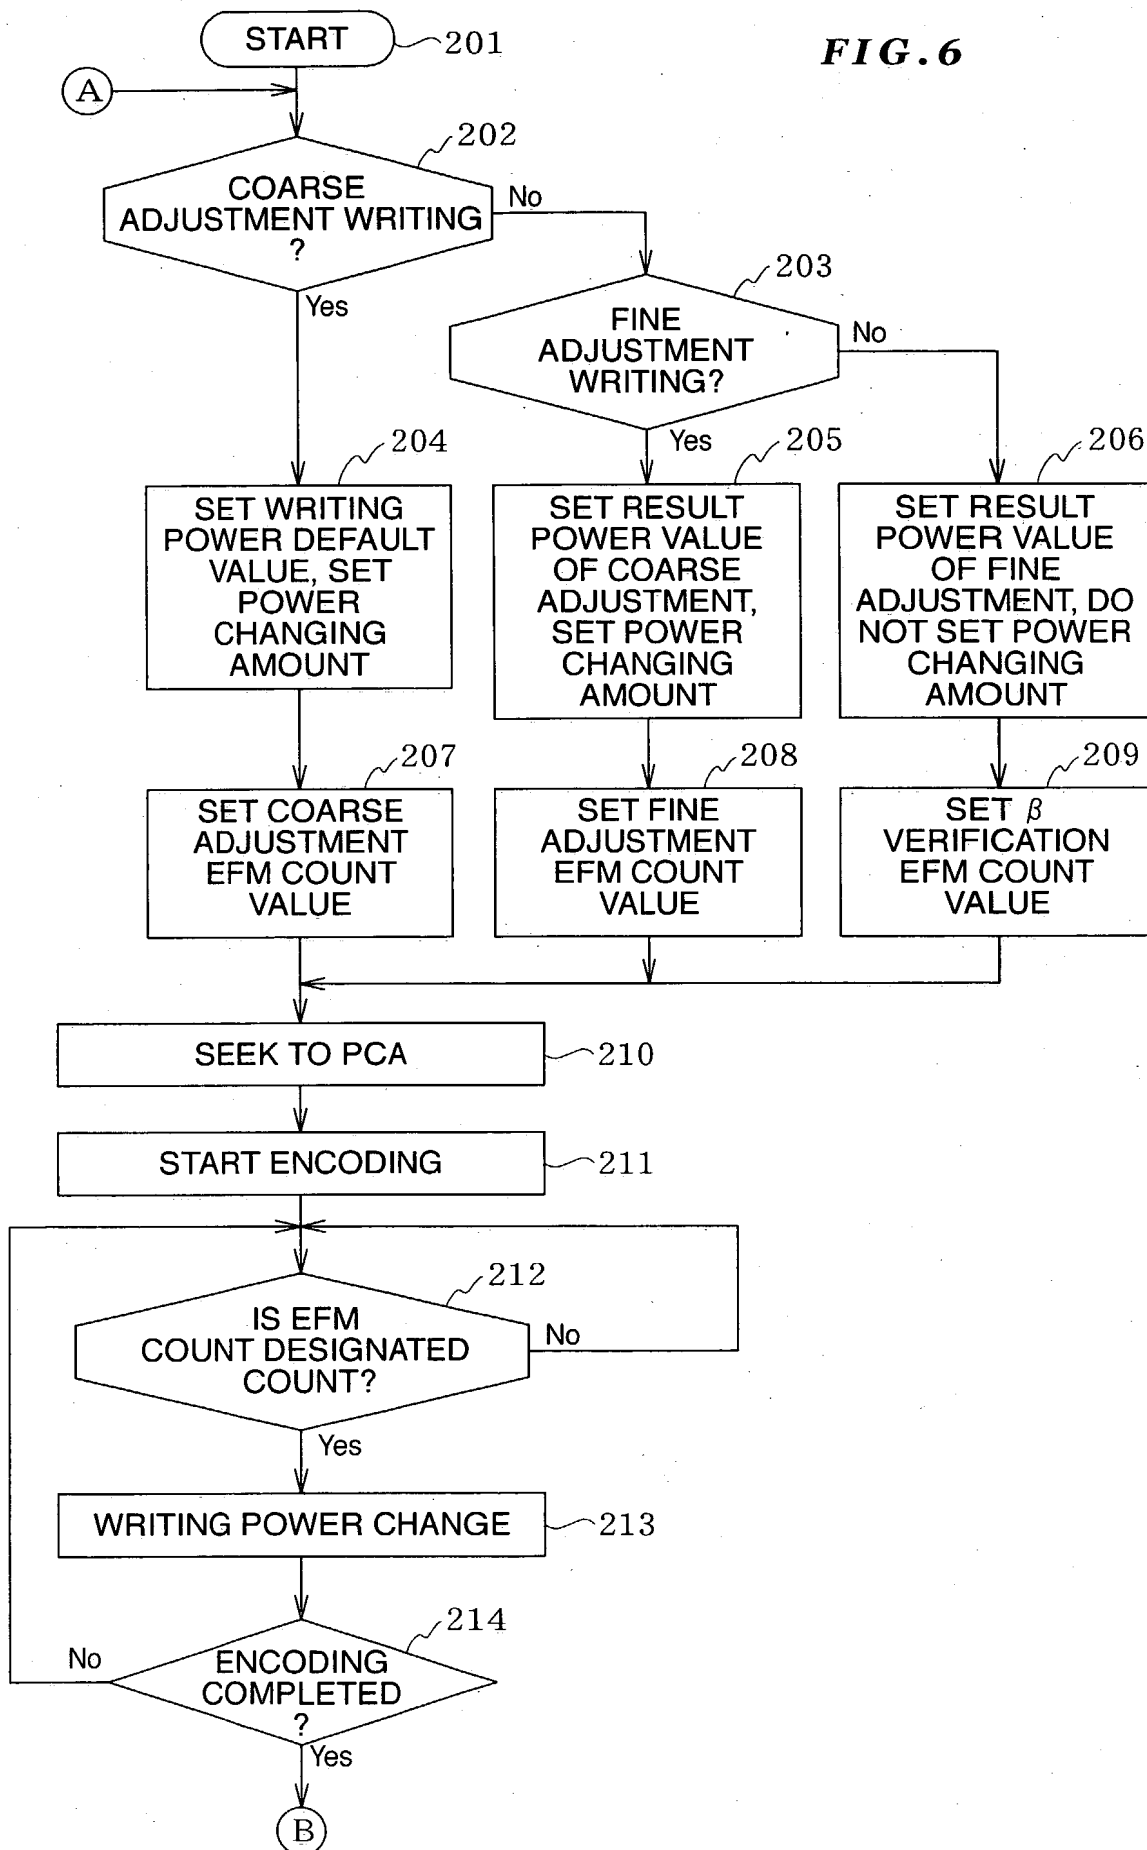 START
201
FIG.6
A
202
COARSE
ADJUSTMENT WRITING
?
No
Yes
203
FINE
ADJUSTMENT
WRITING?
No
Yes
204
SET WRITING
POWER DEFAULT
VALUE, SET
POWER
CHANGING
AMOUNT
205
SET RESULT
POWER VALUE
OF COARSE
ADJUSTMENT,
SET POWER
CHANGING
AMOUNT
206
SET RESULT
POWER VALUE
OF FINE
ADJUSTMENT, DO
NOT SET POWER
CHANGING
AMOUNT
207
SET COARSE
ADJUSTMENT
EFM COUNT
VALUE
208
SET FINE
ADJUSTMENT
EFM COUNT
VALUE
209
SET β
VERIFICATION
EFM COUNT
VALUE
SEEK TO PCA
210
START ENCODING
211
212
IS EFM
COUNT DESIGNATED
COUNT?
No
Yes
WRITING POWER CHANGE
213
214
No
ENCODING
COMPLETED
?
Yes
B